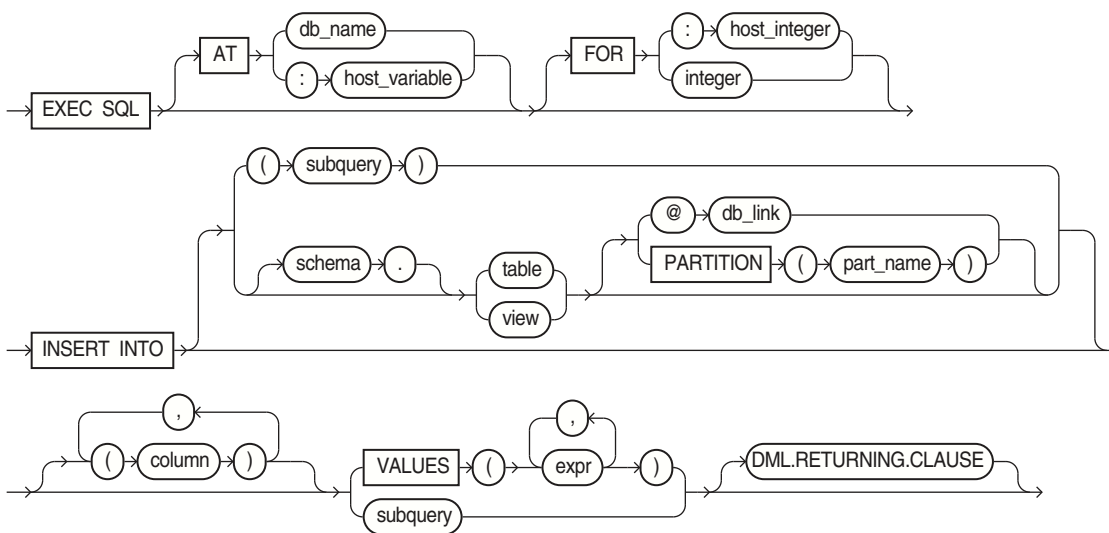 db_name : host_integer
AT FOR
: host_variable integer
EXEC SQL
( subquery )
@ db_link
schema . table PARTITION ( part_name )
view
INSERT INTO
, ,
( column ) VALUES ( expr ) DML.RETURNING.CLAUSE
subquery